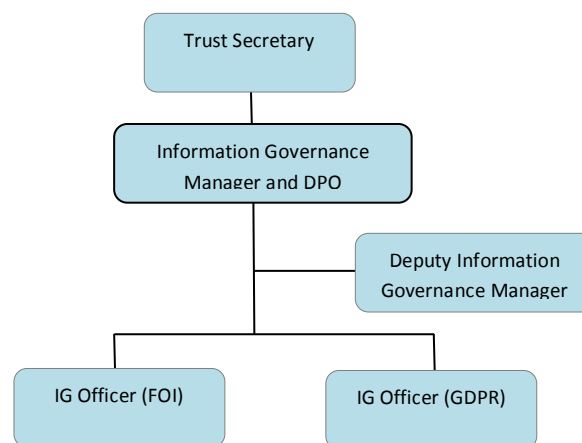 Trust Secretary
Information Governance
Manager and DPO
Deputy Information
Governance Manager
IG Officer (FOI)
IG Officer (GDPR)